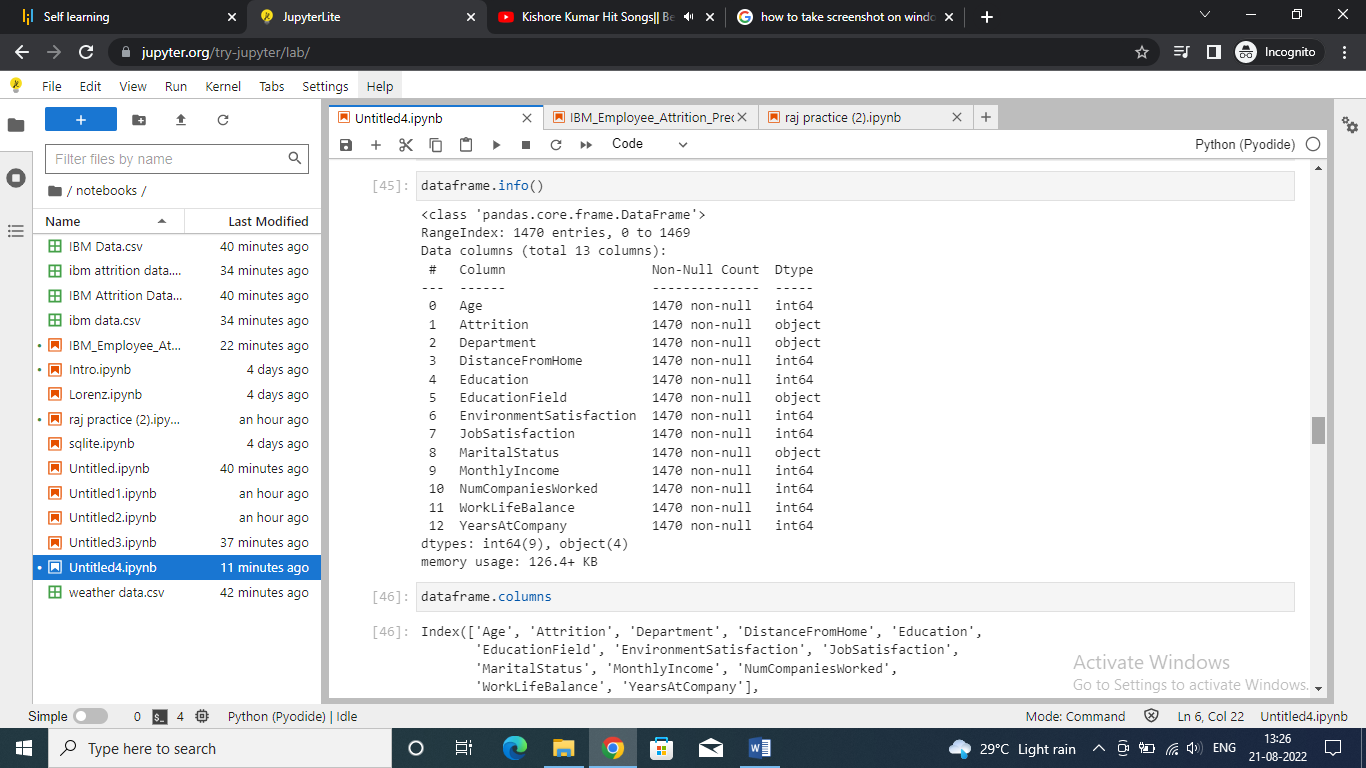 Self learning
JupyterLite
Kishore Kumar Hit Songs|| Be
how to take screenshot on windo
jupyter.org/try-jupyter/lab/
Incognito
File Edit View Run Kernel Tabs Settings Help
Filter files by name
/ notebooks /
Name Last Modified
IBM Data.csv 40 minutes ago
ibm attrition data.... 34 minutes ago
IBM Attrition Data... 40 minutes ago
ibm data.csv 34 minutes ago
IBM_Employee_At... 22 minutes ago
Intro.ipynb 4 days ago
Lorenz.ipynb 4 days ago
raj practice (2).ipy... an hour ago
sqlite.ipynb 4 days ago
Untitled.ipynb 40 minutes ago
Untitled1.ipynb an hour ago
Untitled2.ipynb an hour ago
Untitled3.ipynb 37 minutes ago
Untitled4.ipynb 11 minutes ago
weather data.csv 42 minutes ago
Untitled4.ipynb
IBM_Employee_Attrition_Prec
raj practice (2).ipynb
Code
Python (Pyodide)
[45]: dataframe.info()
<class 'pandas.core.frame.DataFrame'>
RangeIndex: 1470 entries, 0 to 1469
Data columns (total 13 columns):
# Column Non-Null Count Dtype
--- ------ -------------- -----
0 Age 1470 non-null int64
1 Attrition 1470 non-null object
2 Department 1470 non-null object
3 DistanceFromHome 1470 non-null int64
4 Education 1470 non-null int64
5 EducationField 1470 non-null object
6 EnvironmentSatisfaction 1470 non-null int64
7 JobSatisfaction 1470 non-null int64
8 MaritalStatus 1470 non-null object
9 MonthlyIncome 1470 non-null int64
10 NumCompaniesWorked 1470 non-null int64
11 WorkLifeBalance 1470 non-null int64
12 YearsAtCompany 1470 non-null int64
dtypes: int64(9), object(4)
memory usage: 126.4+ KB
[46]: dataframe.columns
[46]: Index(['Age', 'Attrition', 'Department', 'DistanceFromHome', 'Education',
'EducationField', 'EnvironmentSatisfaction', 'JobSatisfaction',
'MaritalStatus', 'MonthlyIncome', 'NumCompaniesWorked',
'WorkLifeBalance', 'YearsAtCompany'],
Activate Windows
Go to Settings to activate Windows.
Simple 0 $_ 4 Python (Pyodide) | Idle
Mode: Command Ln 6, Col 22 Untitled4.ipynb
Type here to search
29°C Light rain
ENG
13:26
21-08-2022